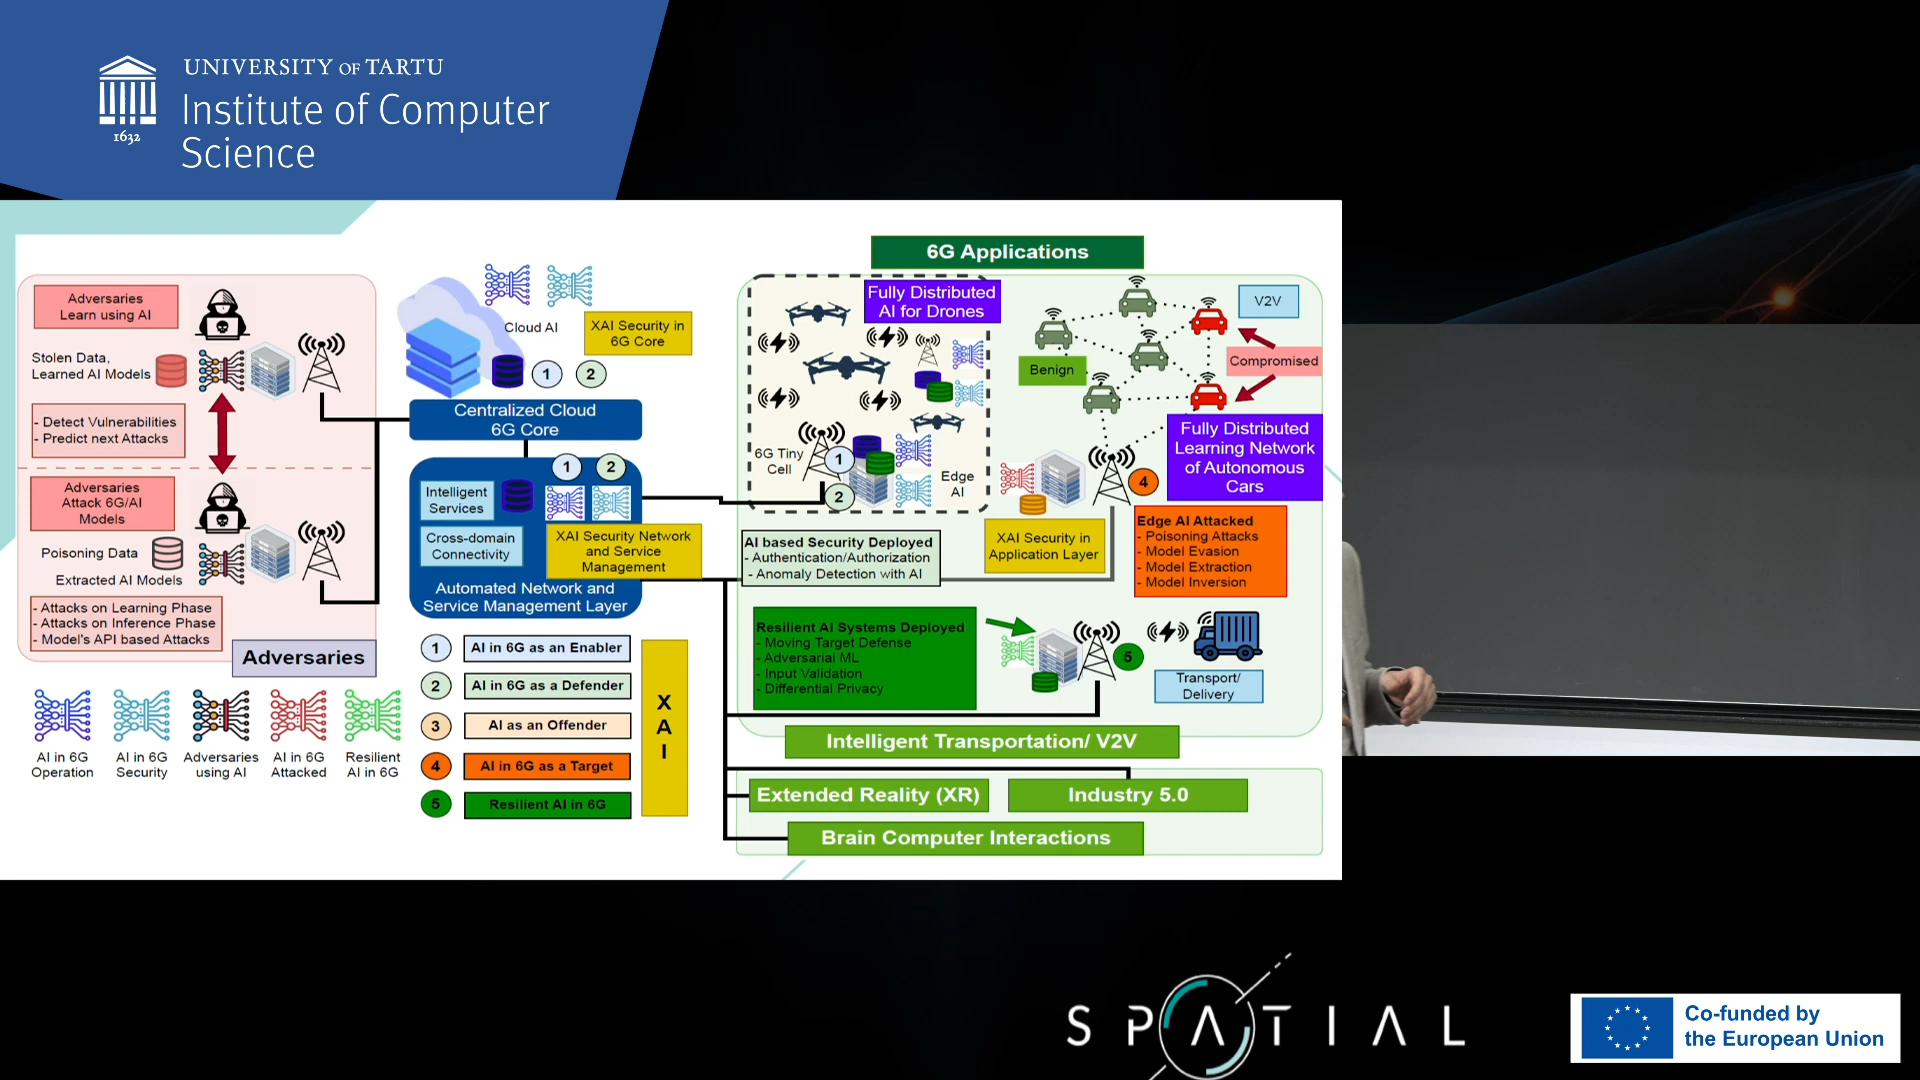 UNIVERSITY OF TARTU
Institute of Computer
Science
1632
Adversaries
Learn using AI
Stolen Data,
Learned AI Models
- Detect Vulnerabilities
- Predict next Attacks
Adversaries
Attack 6G/AI
Models
Poisoning Data
Extracted AI Models
- Attacks on Learning Phase
- Attacks on Inference Phase
- Model's API based Attacks
Adversaries
AI in 6G
Operation
AI in 6G
Security
Adversaries
using AI
AI in 6G
Attacked
Resilient
AI in 6G
Cloud AI
XAI Security in
6G Core
1
2
Centralized Cloud
6G Core
1
2
Intelligent
Services
Cross-domain
Connectivity
XAI Security Network
and Service
Management
Automated Network and
Service Management Layer
1
AI in 6G as an Enabler
2
AI in 6G as a Defender
3
AI as an Offender
4
AI in 6G as a Target
5
Resilient AI in 6G
X
A
I
6G Applications
Fully Distributed
AI for Drones
6G Tiny
Cell
1
2
Edge
AI
V2V
Compromised
Benign
Fully Distributed
Learning Network
of Autonomous
Cars
4
AI based Security Deployed
- Authentication/Authorization
- Anomaly Detection with AI
XAI Security in
Application Layer
Edge AI Attacked
- Poisoning Attacks
- Model Evasion
- Model Extraction
- Model Inversion
Resilient AI Systems Deployed
- Moving Target Defense
- Adversarial ML
- Input Validation
- Differential Privacy
5
Transport/
Delivery
Intelligent Transportation/ V2V
Extended Reality (XR)
Industry 5.0
Brain Computer Interactions
SPATIAL
Co-funded by
the European Union